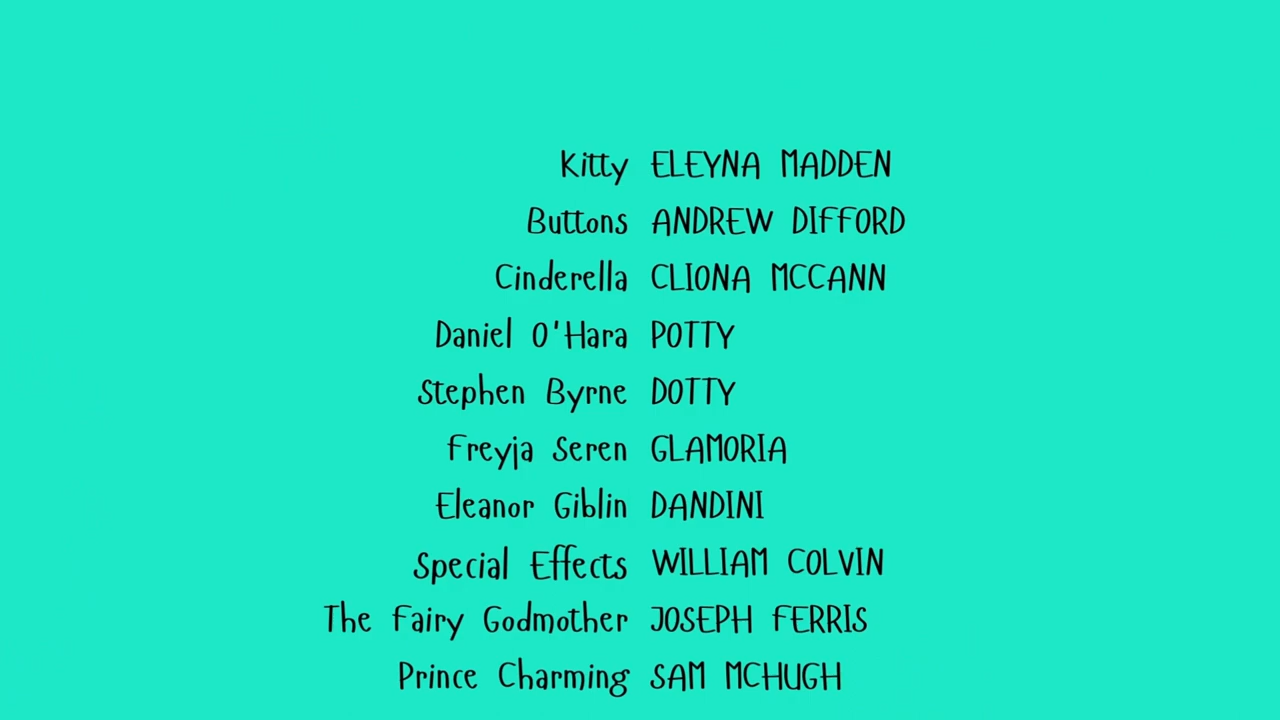 Kitty ELEYNA MADDEN
Buttons ANDREW DIFFORD
Cinderella CLIONA MCCANN
Daniel O'Hara POTTY
Stephen Byrne DOTTY
Freyja Seren GLAMORIA
Eleanor Giblin DANDINI
Special Effects WILLIAM COLVIN
The Fairy Godmother JOSEPH FERRIS
Prince Charming SAM MCHUGH